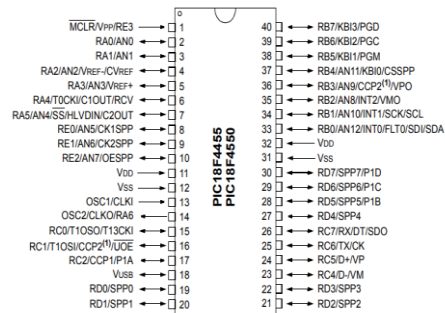 MCLR/VPP/RE3 1 40 RB7/KBI3/PGD
RA0/AN0 2 39 RB6/KBI2/PGC
RA1/AN1 3 38 RB5/KBI1/PGM
RA2/AN2/VREF-/CVREF 4 37 RB4/AN11/KBI0/CSSPP
RA3/AN3/VREF+ 5 36 RB3/AN9/CCP2(1)/VPO
RA4/T0CKI/C1OUT/RCV 6 35 RB2/AN8/INT2/VMO
RA5/AN4/SS/HLVDIN/C2OUT 7 34 RB1/AN10/INT1/SCK/SCL
RE0/AN5/CK1SPP 8 33 RB0/AN12/INT0/FLT0/SDI/SDA
RE1/AN6/CK2SPP 9 32 VDD
RE2/AN7/OESPP 10 31 VSS
VDD 11 30 RD7/SPP7/P1D
VSS 12 29 RD6/SPP6/P1C
OSC1/CLKI 13 28 RD5/SPP5/P1B
OSC2/CLKO/RA6 14 27 RD4/SPP4
RC0/T1OSO/T13CKI 15 26 RC7/RX/DT/SDO
RC1/T1OSI/CCP2(1)/UOE 16 25 RC6/TX/CK
RC2/CCP1/P1A 17 24 RC5/D+/VP
VUSB 18 23 RC4/D-/VM
RD0/SPP0 19 22 RD3/SPP3
RD1/SPP1 20 21 RD2/SPP2
PIC18F4455
PIC18F4550